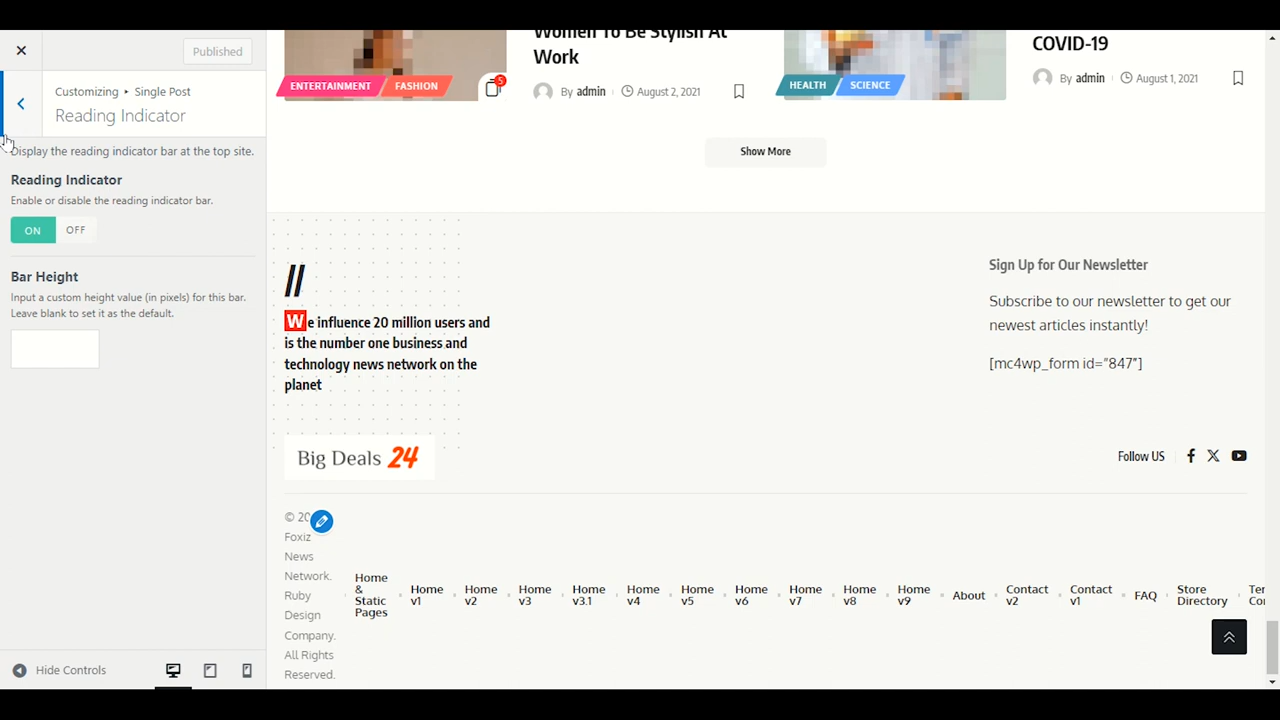 Published
Customizing ▸ Single Post
Reading Indicator
Display the reading indicator bar at the top site.
Reading Indicator
Enable or disable the reading indicator bar.
ON
OFF
Bar Height
Input a custom height value (in pixels) for this bar.
Leave blank to set it as the default.
Hide Controls
ENTERTAINMENT
FASHION
5
Women To Be Stylish At
Work
By admin
August 2, 2021
HEALTH
SCIENCE
COVID-19
By admin
August 1, 2021
Show More
//
We influence 20 million users and
is the number one business and
technology news network on the
planet
Sign Up for Our Newsletter
Subscribe to our newsletter to get our
newest articles instantly!
[mc4wp_form id="847"]
Big Deals 24
Follow US
© 20
Foxiz
News
Network.
Ruby
Design
Company.
All Rights
Reserved.
Home
&
Static
Pages
Home
v1
Home
v2
Home
v3
Home
v3.1
Home
v4
Home
v5
Home
v6
Home
v7
Home
v8
Home
v9
About
Contact
v2
Contact
v1
FAQ
Store
Directory